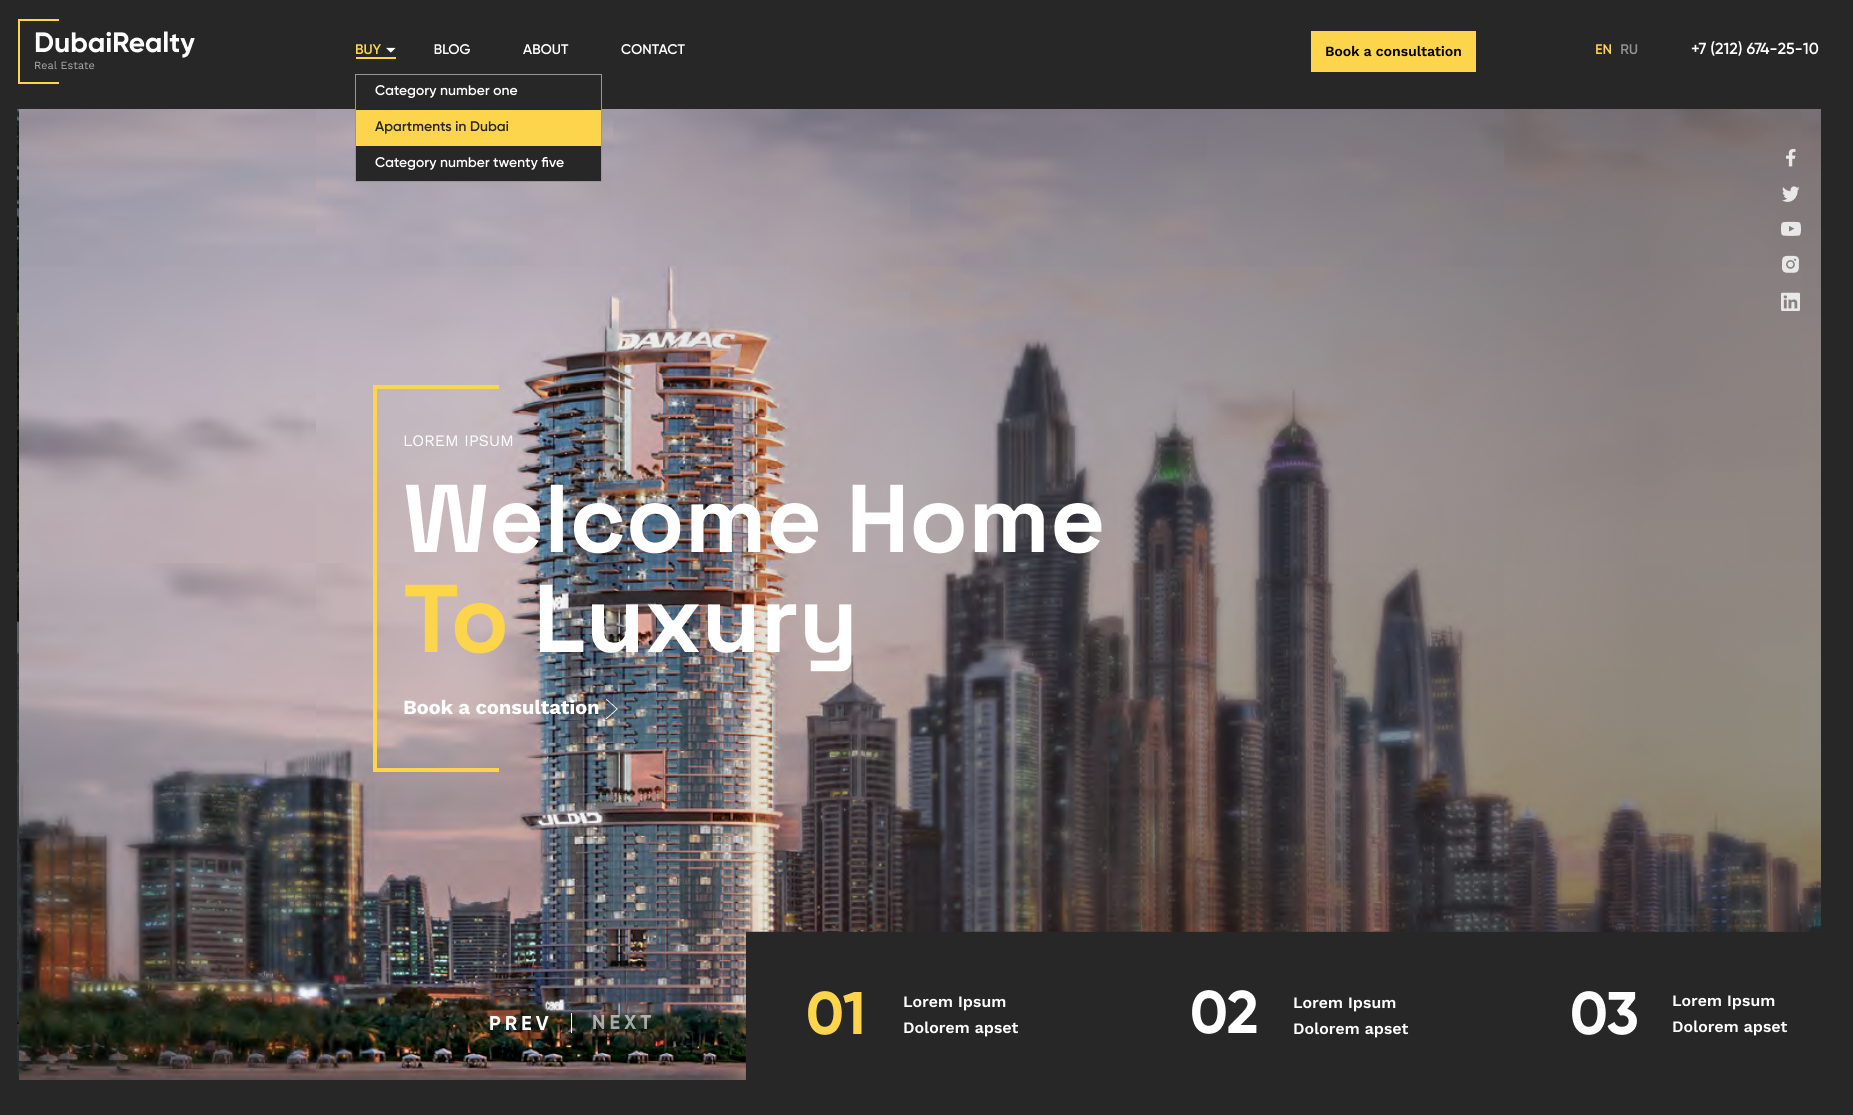 DubaiRealty
Real Estate
BUY BLOG ABOUT CONTACT
Book a consultation
EN RU
+7 (212) 674-25-10
Category number one
Apartments in Dubai
Category number twenty five
DAMAC
LOREM IPSUM
Welcome Home
To Luxury
Book a consultation
PREV | NEXT
01
Lorem Ipsum
Dolorem apset
02
Lorem Ipsum
Dolorem apset
03
Lorem Ipsum
Dolorem apset